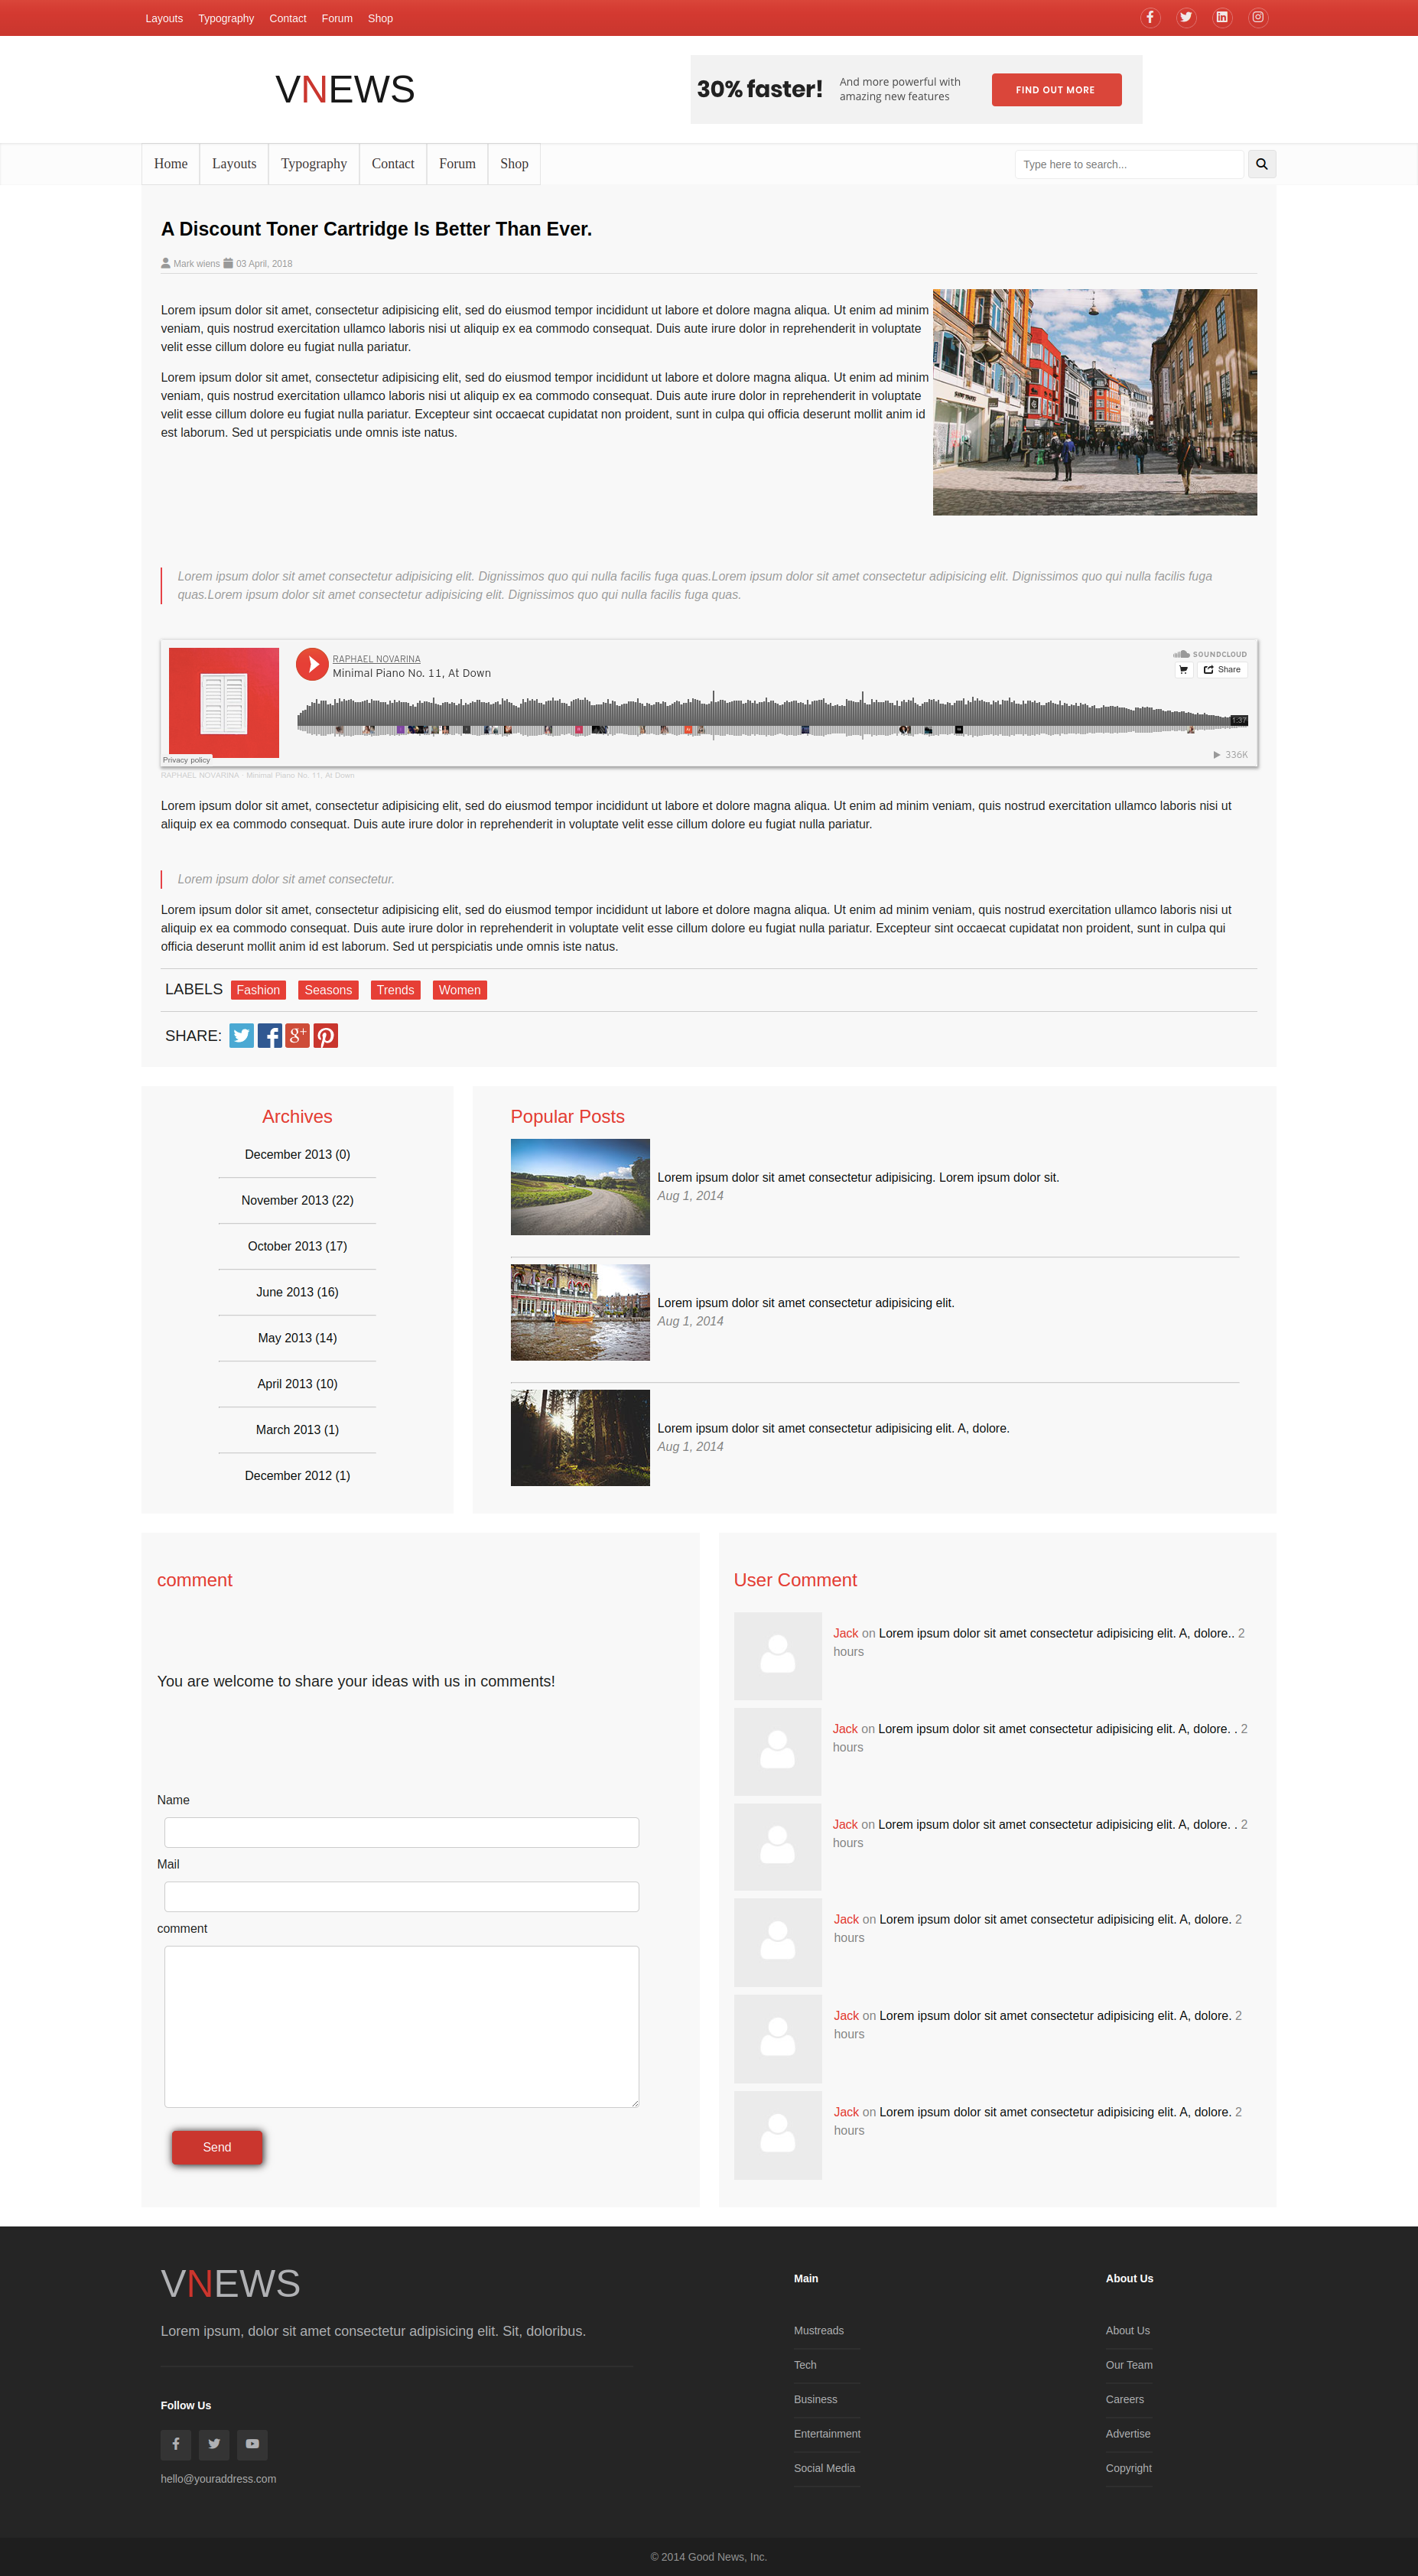 Layouts Typography Contact Forum Shop
VNEWS
30% faster!
And more powerful with
amazing new features
FIND OUT MORE
Home Layouts Typography Contact Forum Shop
Type here to search...
A Discount Toner Cartridge Is Better Than Ever.
Mark wiens 03 April, 2018
Lorem ipsum dolor sit amet, consectetur adipisicing elit, sed do eiusmod tempor incididunt ut labore et dolore magna aliqua. Ut enim ad minim
veniam, quis nostrud exercitation ullamco laboris nisi ut aliquip ex ea commodo consequat. Duis aute irure dolor in reprehenderit in voluptate
velit esse cillum dolore eu fugiat nulla pariatur.
Lorem ipsum dolor sit amet, consectetur adipisicing elit, sed do eiusmod tempor incididunt ut labore et dolore magna aliqua. Ut enim ad minim
veniam, quis nostrud exercitation ullamco laboris nisi ut aliquip ex ea commodo consequat. Duis aute irure dolor in reprehenderit in voluptate
velit esse cillum dolore eu fugiat nulla pariatur. Excepteur sint occaecat cupidatat non proident, sunt in culpa qui officia deserunt mollit anim id
est laborum. Sed ut perspiciatis unde omnis iste natus.
Lorem ipsum dolor sit amet consectetur adipisicing elit. Dignissimos quo qui nulla facilis fuga quas.Lorem ipsum dolor sit amet consectetur adipisicing elit. Dignissimos quo qui nulla facilis fuga
quas.Lorem ipsum dolor sit amet consectetur adipisicing elit. Dignissimos quo qui nulla facilis fuga quas.
RAPHAEL NOVARINA
Minimal Piano No. 11, At Down
SOUNDCLOUD
Share
1:37
336K
Privacy policy
RAPHAEL NOVARINA · Minimal Piano No. 11, At Down
Lorem ipsum dolor sit amet, consectetur adipisicing elit, sed do eiusmod tempor incididunt ut labore et dolore magna aliqua. Ut enim ad minim veniam, quis nostrud exercitation ullamco laboris nisi ut
aliquip ex ea commodo consequat. Duis aute irure dolor in reprehenderit in voluptate velit esse cillum dolore eu fugiat nulla pariatur.
Lorem ipsum dolor sit amet consectetur.
Lorem ipsum dolor sit amet, consectetur adipisicing elit, sed do eiusmod tempor incididunt ut labore et dolore magna aliqua. Ut enim ad minim veniam, quis nostrud exercitation ullamco laboris nisi ut
aliquip ex ea commodo consequat. Duis aute irure dolor in reprehenderit in voluptate velit esse cillum dolore eu fugiat nulla pariatur. Excepteur sint occaecat cupidatat non proident, sunt in culpa qui
officia deserunt mollit anim id est laborum. Sed ut perspiciatis unde omnis iste natus.
LABELS Fashion Seasons Trends Women
SHARE:
Archives
December 2013 (0)
November 2013 (22)
October 2013 (17)
June 2013 (16)
May 2013 (14)
April 2013 (10)
March 2013 (1)
December 2012 (1)
Popular Posts
Lorem ipsum dolor sit amet consectetur adipisicing. Lorem ipsum dolor sit.
Aug 1, 2014
Lorem ipsum dolor sit amet consectetur adipisicing elit.
Aug 1, 2014
Lorem ipsum dolor sit amet consectetur adipisicing elit. A, dolore.
Aug 1, 2014
comment
You are welcome to share your ideas with us in comments!
Name
Mail
comment
Send
User Comment
Jack on Lorem ipsum dolor sit amet consectetur adipisicing elit. A, dolore.. 2
hours
Jack on Lorem ipsum dolor sit amet consectetur adipisicing elit. A, dolore. . 2
hours
Jack on Lorem ipsum dolor sit amet consectetur adipisicing elit. A, dolore. . 2
hours
Jack on Lorem ipsum dolor sit amet consectetur adipisicing elit. A, dolore. 2
hours
Jack on Lorem ipsum dolor sit amet consectetur adipisicing elit. A, dolore. 2
hours
Jack on Lorem ipsum dolor sit amet consectetur adipisicing elit. A, dolore. 2
hours
VNEWS
Lorem ipsum, dolor sit amet consectetur adipisicing elit. Sit, doloribus.
Follow Us
hello@youraddress.com
Main
Mustreads
Tech
Business
Entertainment
Social Media
About Us
About Us
Our Team
Careers
Advertise
Copyright
© 2014 Good News, Inc.